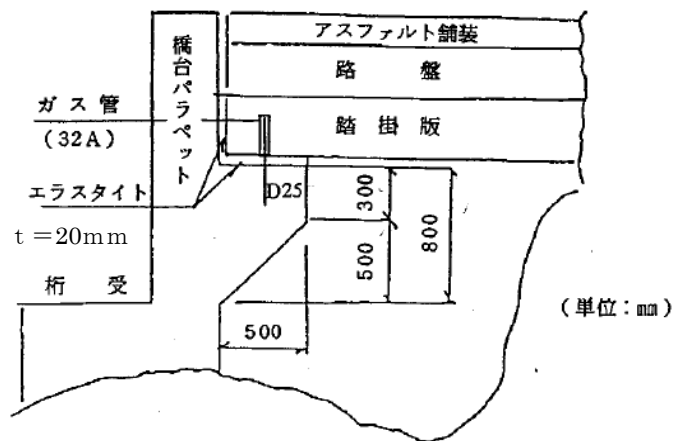 アスファルト舗装
路 盤
踏 掛 版
橋台パラペット
ガ ス 管
(32A)
エラスタイト
t=20mm
D25
300
500
800
桁 受
500
(単位:㎜)